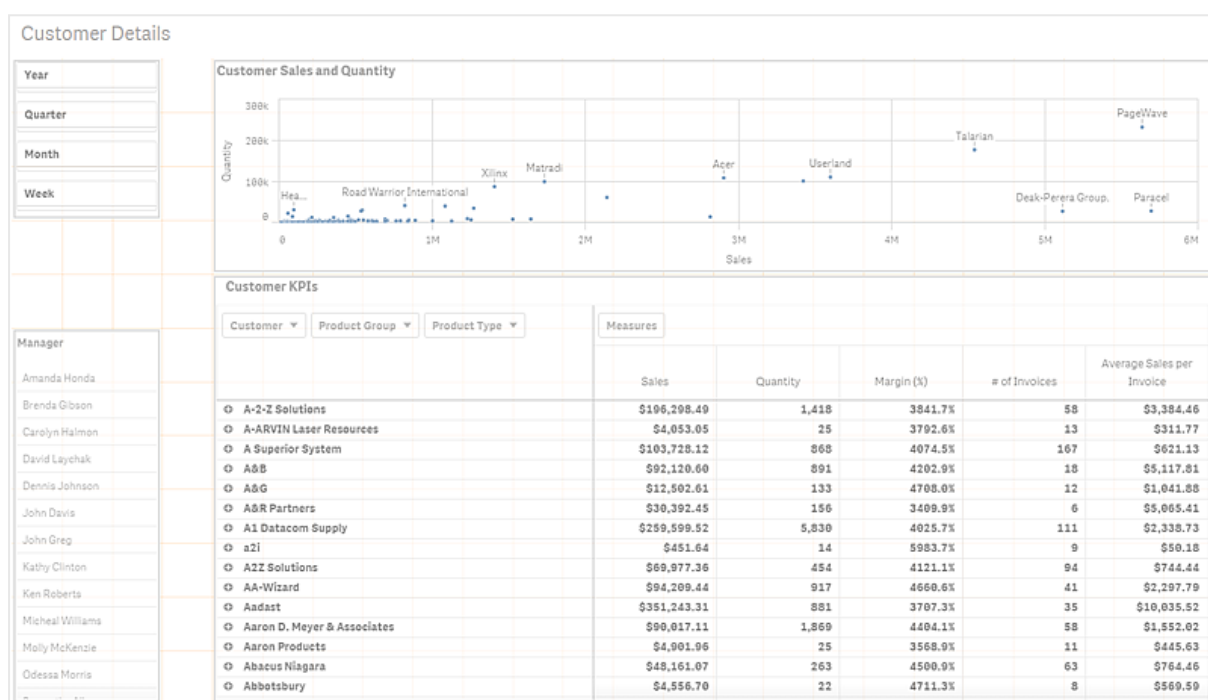 Customer Details
Year
Quarter
Month
Week
Customer Sales and Quantity
300k
200k
100k
0
Quantity
PageWave
Talarian
Acer
Userland
Xilinx
Matradi
Hea...
Road Warrior International
Deak-Perera Group.
Paracel
0 1M 2M 3M 4M 5M 6M
Sales
Customer KPIs
Customer Product Group Product Type Measures
Sales Quantity Margin (%) # of Invoices Average Sales per Invoice
A-2-Z Solutions $196,298.49 1,418 3841.7% 58 $3,384.46
A-ARVIN Laser Resources $4,053.05 25 3792.6% 13 $311.77
A Superior System $103,728.12 868 4074.5% 167 $621.13
A&B $92,120.60 891 4202.9% 18 $5,117.81
A&G $12,502.61 133 4708.0% 12 $1,041.88
A&R Partners $30,392.45 156 3409.9% 6 $5,065.41
A1 Datacom Supply $259,599.52 5,830 4025.7% 111 $2,338.73
a2i $451.64 14 5983.7% 9 $50.18
A2Z Solutions $69,977.36 454 4121.1% 94 $744.44
AA-Wizard $94,209.44 917 4660.6% 41 $2,297.79
Aadast $351,243.31 881 3707.3% 35 $10,035.52
Aaron D. Meyer & Associates $90,017.11 1,869 4404.1% 58 $1,552.02
Aaron Products $4,901.96 25 3568.9% 11 $445.63
Abacus Niagara $48,161.07 263 4500.9% 63 $764.46
Abbotsbury $4,556.70 22 4711.3% 8 $569.59
Manager
Amanda Honda
Brenda Gibson
Carolyn Halmon
David Laychak
Dennis Johnson
John Davis
John Greg
Kathy Clinton
Ken Roberts
Micheal Williams
Molly McKenzie
Odessa Morris